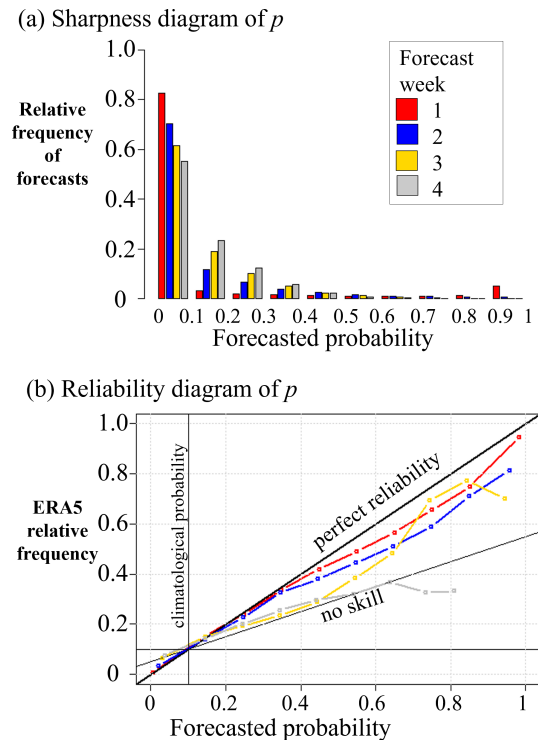 (a) Sharpness diagram of p
Forecast
week
1
2
3
4
Relative
frequency
of
forecasts
1.0
0.8
0.6
0.4
0.2
0
0 0.1 0.2 0.3 0.4 0.5 0.6 0.7 0.8 0.9 1
Forecasted probability
(b) Reliability diagram of p
ERA5
relative
frequency
1.0
0.8
0.6
0.4
0.2
0
climatological probability
perfect reliability
no skill
0 0.2 0.4 0.6 0.8 1
Forecasted probability